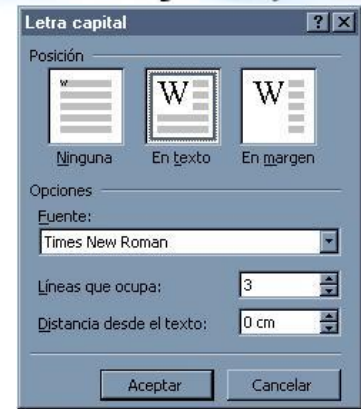 Letra capital
Posición
W W W
Ninguna En texto En margen
Opciones
Fuente:
Times New Roman
Líneas que ocupa: 3
Distancia desde el texto: 0 cm
Aceptar Cancelar